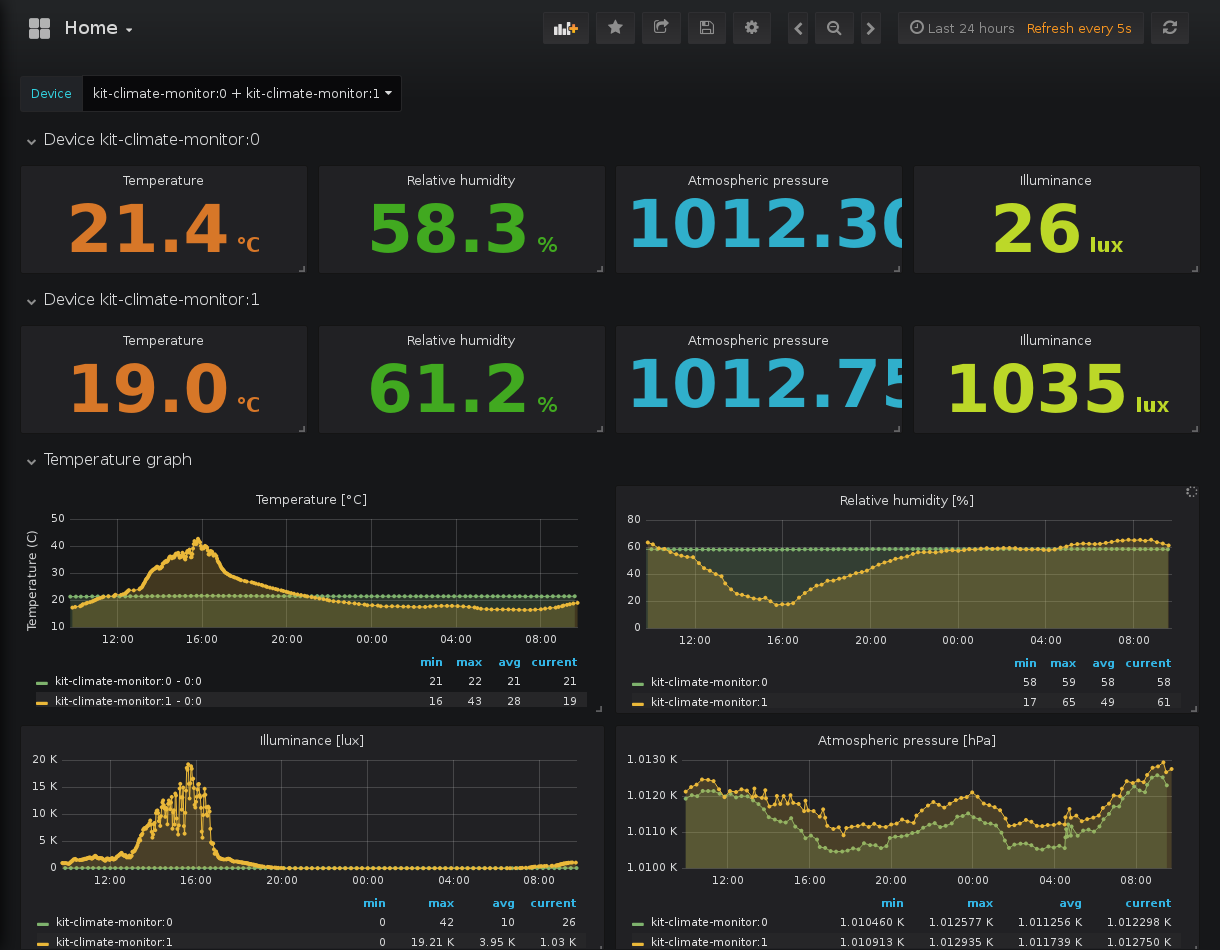 Home
Last 24 hours Refresh every 5s
Device kit-climate-monitor:0 + kit-climate-monitor:1
Device kit-climate-monitor:0
Temperature Relative humidity Atmospheric pressure Illuminance
21.4 °C 58.3 % 1012.30 26 lux
Device kit-climate-monitor:1
Temperature Relative humidity Atmospheric pressure Illuminance
19.0 °C 61.2 % 1012.75 1035 lux
Temperature graph
Temperature [°C]
Temperature (C)
50
40
30
20
10
12:00 16:00 20:00 00:00 04:00 08:00
min max avg current
kit-climate-monitor:0 - 0:0 21 22 21 21
kit-climate-monitor:1 - 0:0 16 43 28 19
Relative humidity [%]
80
60
40
20
0
12:00 16:00 20:00 00:00 04:00 08:00
min max avg current
kit-climate-monitor:0 58 59 58 58
kit-climate-monitor:1 17 65 49 61
Illuminance [lux]
20 K
15 K
10 K
5 K
0
12:00 16:00 20:00 00:00 04:00 08:00
min max avg current
kit-climate-monitor:0 0 42 10 26
kit-climate-monitor:1 0 19.21 K 3.95 K 1.03 K
Atmospheric pressure [hPa]
1.0130 K
1.0120 K
1.0110 K
1.0100 K
12:00 16:00 20:00 00:00 04:00 08:00
min max avg current
kit-climate-monitor:0 1.010460 K 1.012577 K 1.011256 K 1.012298 K
kit-climate-monitor:1 1.010913 K 1.012935 K 1.011739 K 1.012750 K